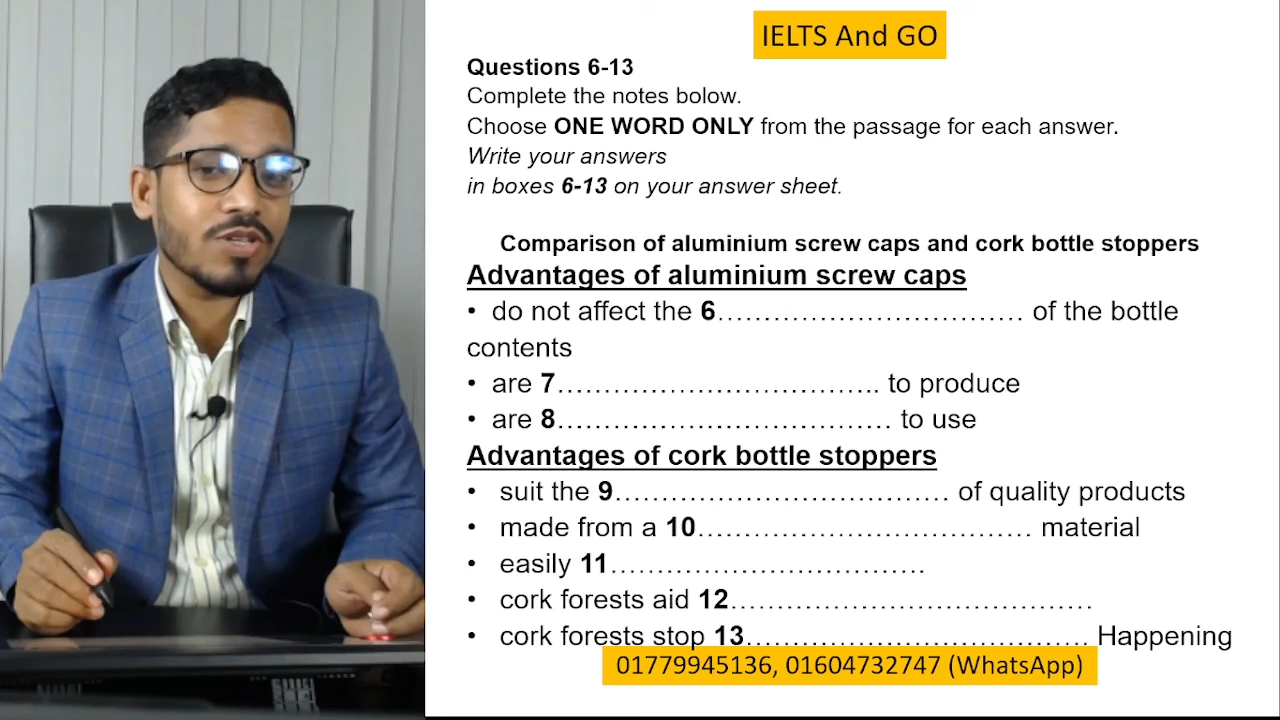 IELTS And GO
Questions 6-13
Complete the notes bolow.
Choose ONE WORD ONLY from the passage for each answer.
Write your answers
in boxes 6-13 on your answer sheet.
Comparison of aluminium screw caps and cork bottle stoppers
Advantages of aluminium screw caps
• do not affect the 6…………………………… of the bottle
contents
• are 7…………………………….. to produce
• are 8……………………………… to use
Advantages of cork bottle stoppers
• suit the 9……………………………… of quality products
• made from a 10……………………………… material
• easily 11…………………………….
• cork forests aid 12…………………………………
• cork forests stop 13……………………………… Happening
01779945136, 01604732747 (WhatsApp)